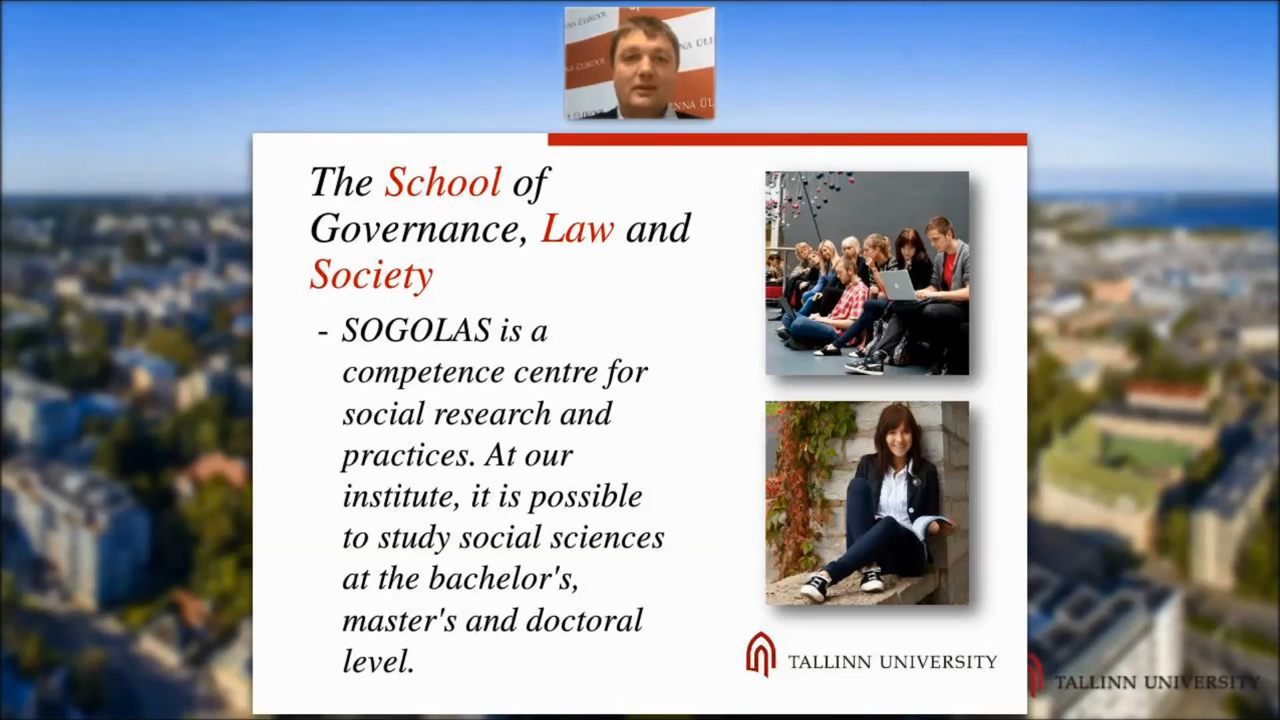 The School of
Governance, Law and
Society
- SOGOLAS is a
competence centre for
social research and
practices. At our
institute, it is possible
to study social sciences
at the bachelor's,
master's and doctoral
level.
TALLINN UNIVERSITY
TALLINN UNIVERSITY